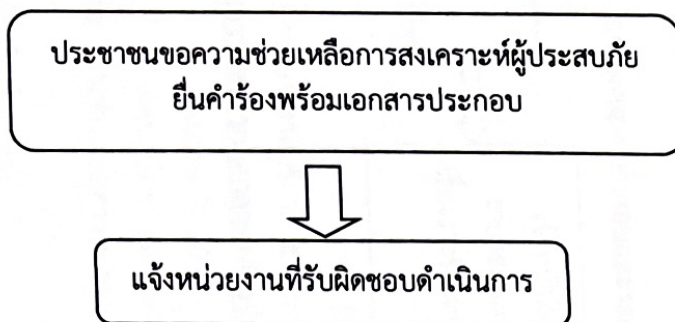 ประชาชนขอความช่วยเหลือการสงเคราะห์ผู้ประสบภัย
ยื่นคำร้องพร้อมเอกสารประกอบ
แจ้งหน่วยงานที่รับผิดชอบดำเนินการ